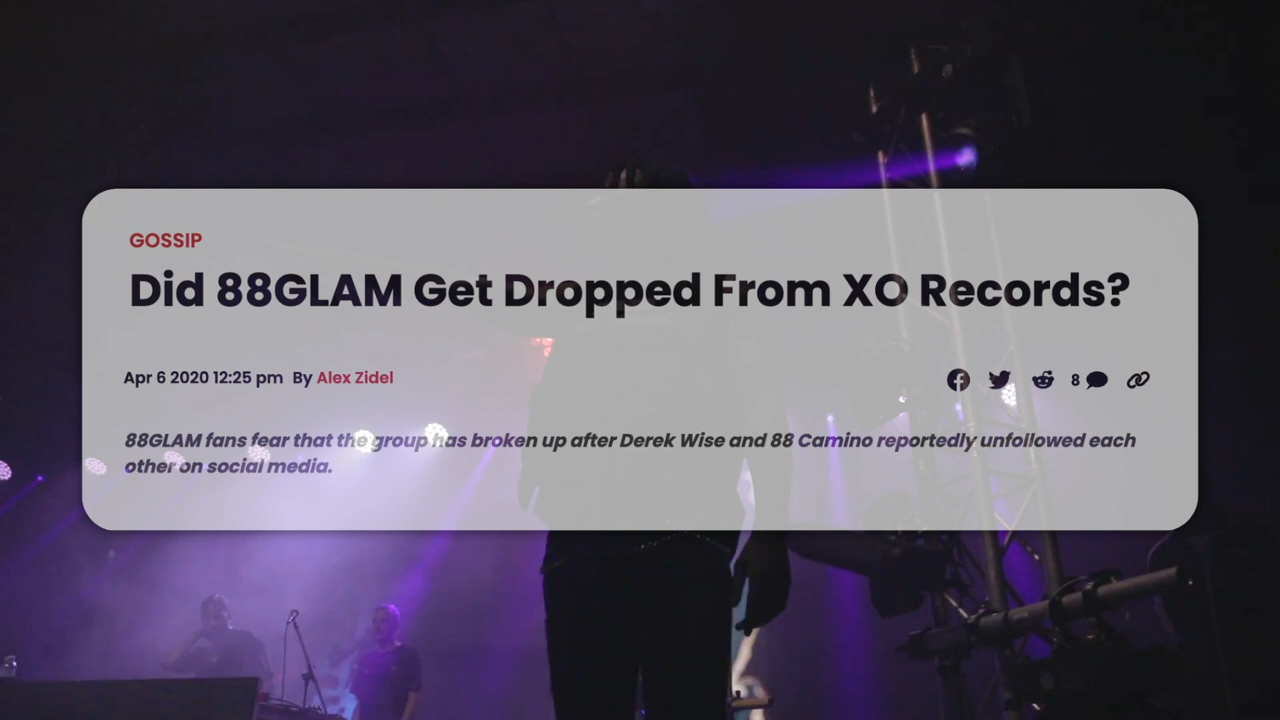 GOSSIP
Did 88GLAM Get Dropped From XO Records?
Apr 6 2020 12:25 pm By Alex Zidel
8
88GLAM fans fear that the group has broken up after Derek Wise and 88 Camino reportedly unfollowed each
other on social media.